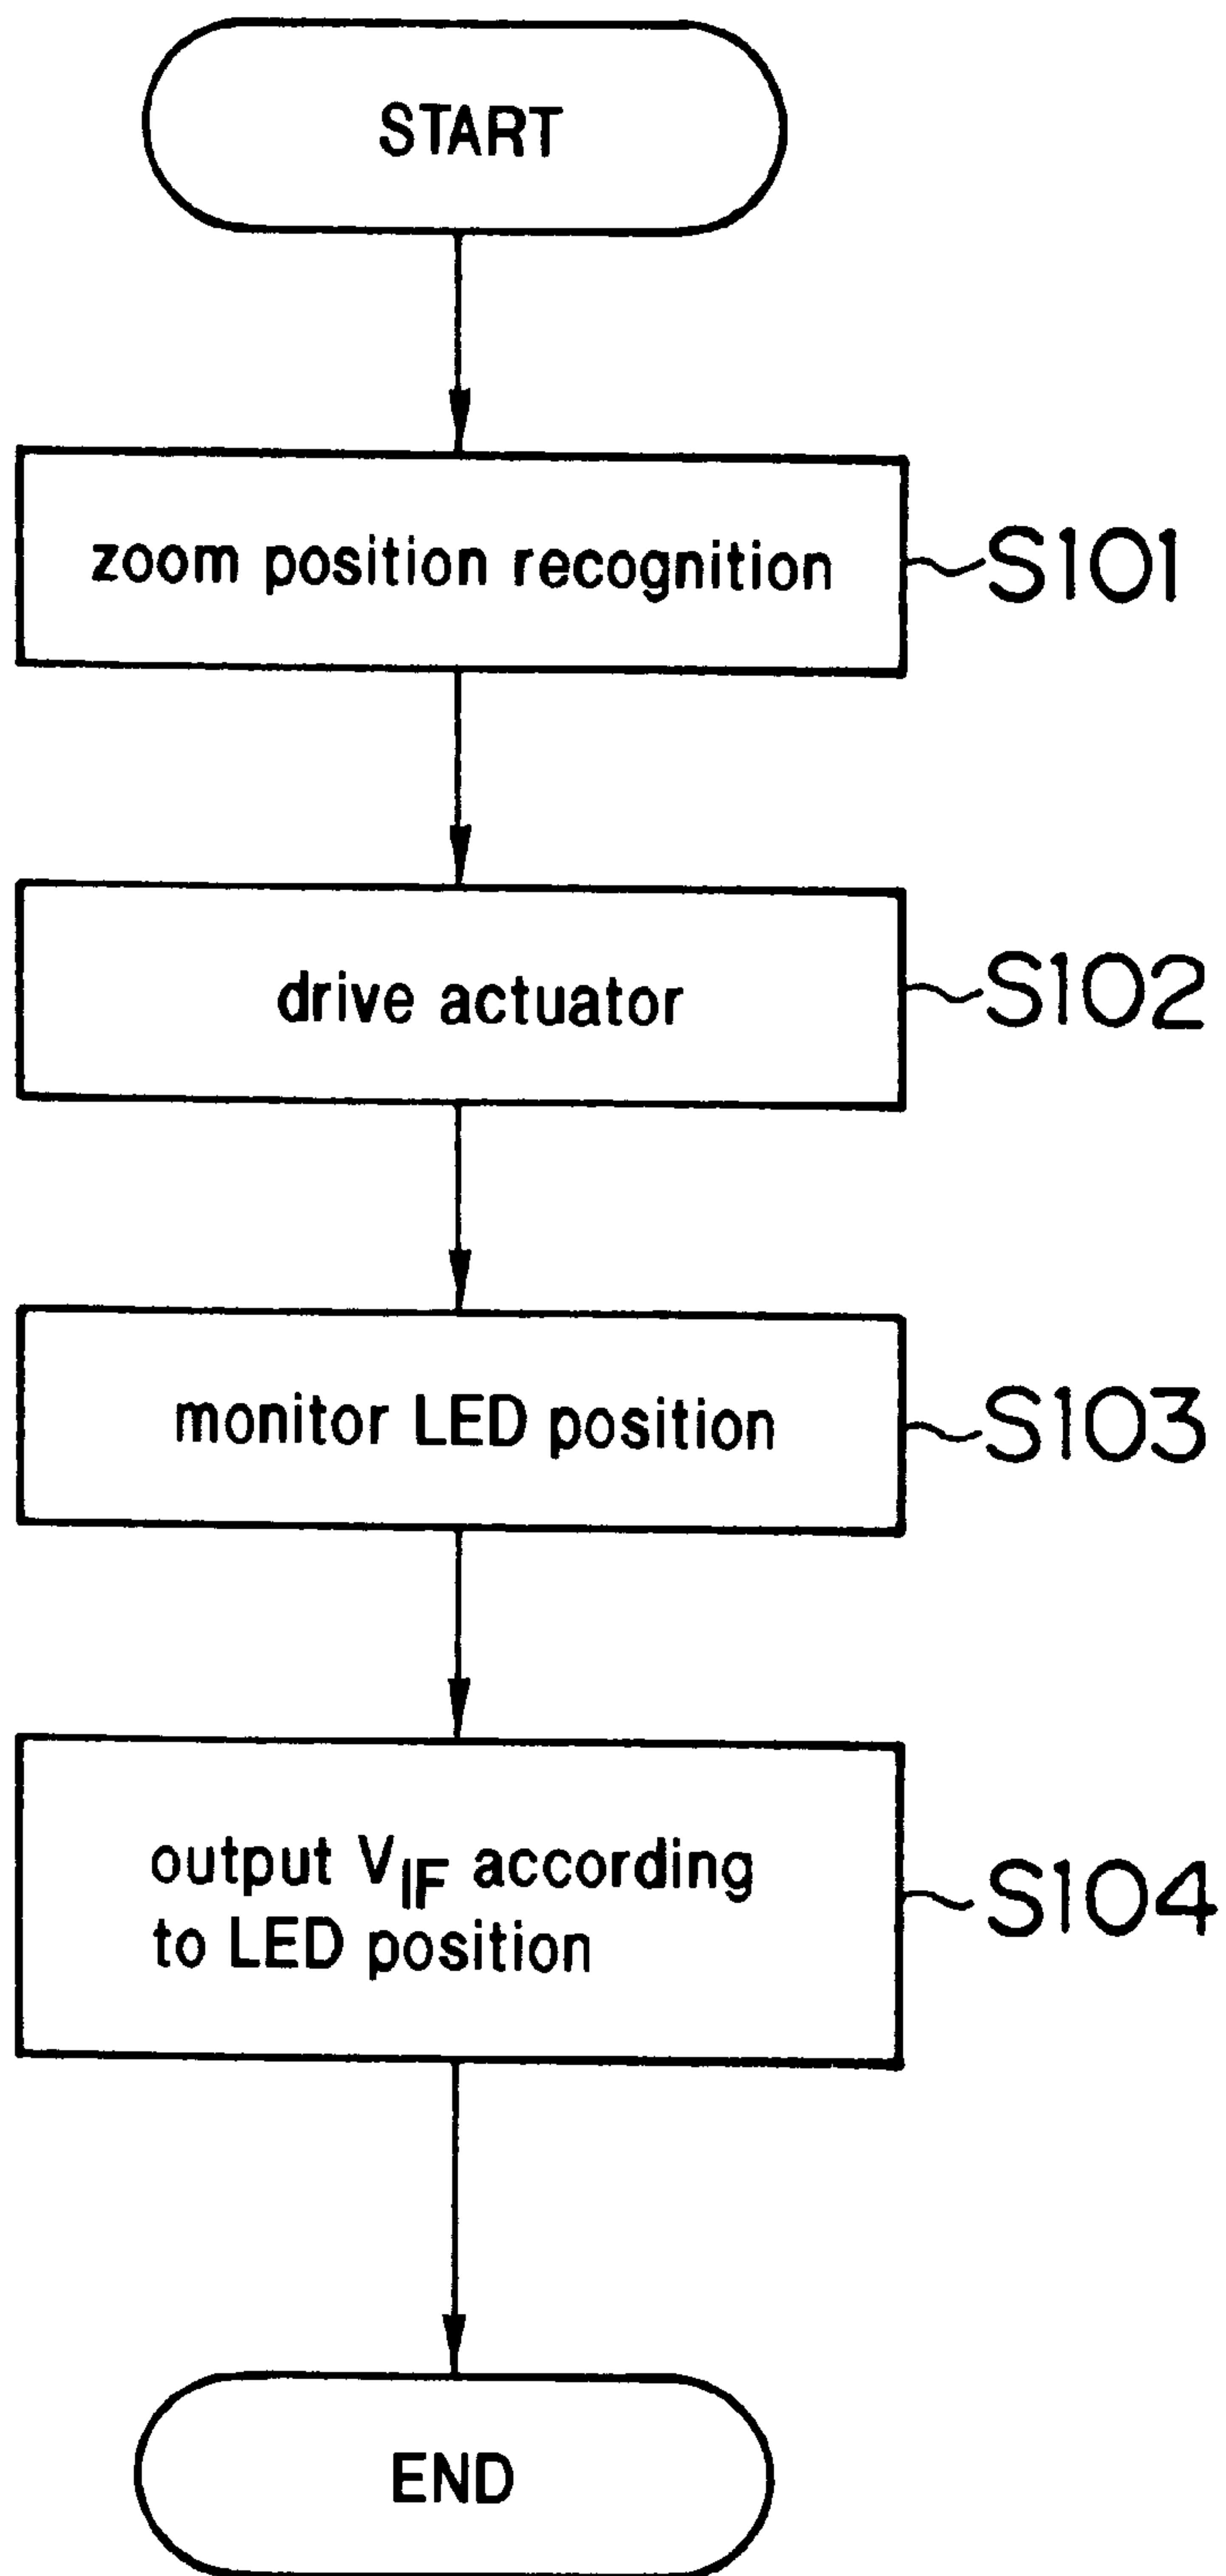 START
zoom position recognition
S101
drive actuator
S102
monitor LED position
S103
output VIF according
to LED position
S104
END